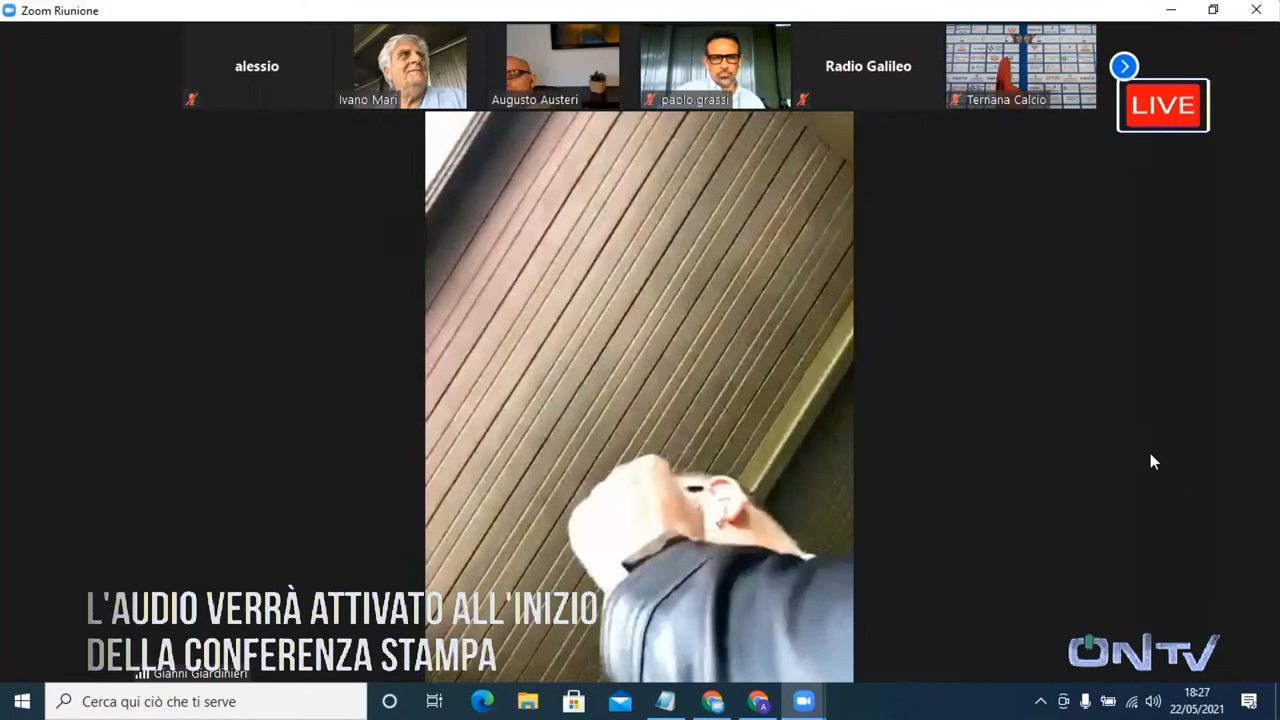 Zoom Riunione
alessio
Ivano Mari
Augusto Austeri
paolo.grassi
Radio Galileo
Ternana Calcio
LIVE
L'AUDIO VERRÀ ATTIVATO ALL'INIZIO
DELLA CONFERENZA STAMPA
Gianni Giardinieri
ONTV
Cerca qui ciò che ti serve
18:27
22/05/2021